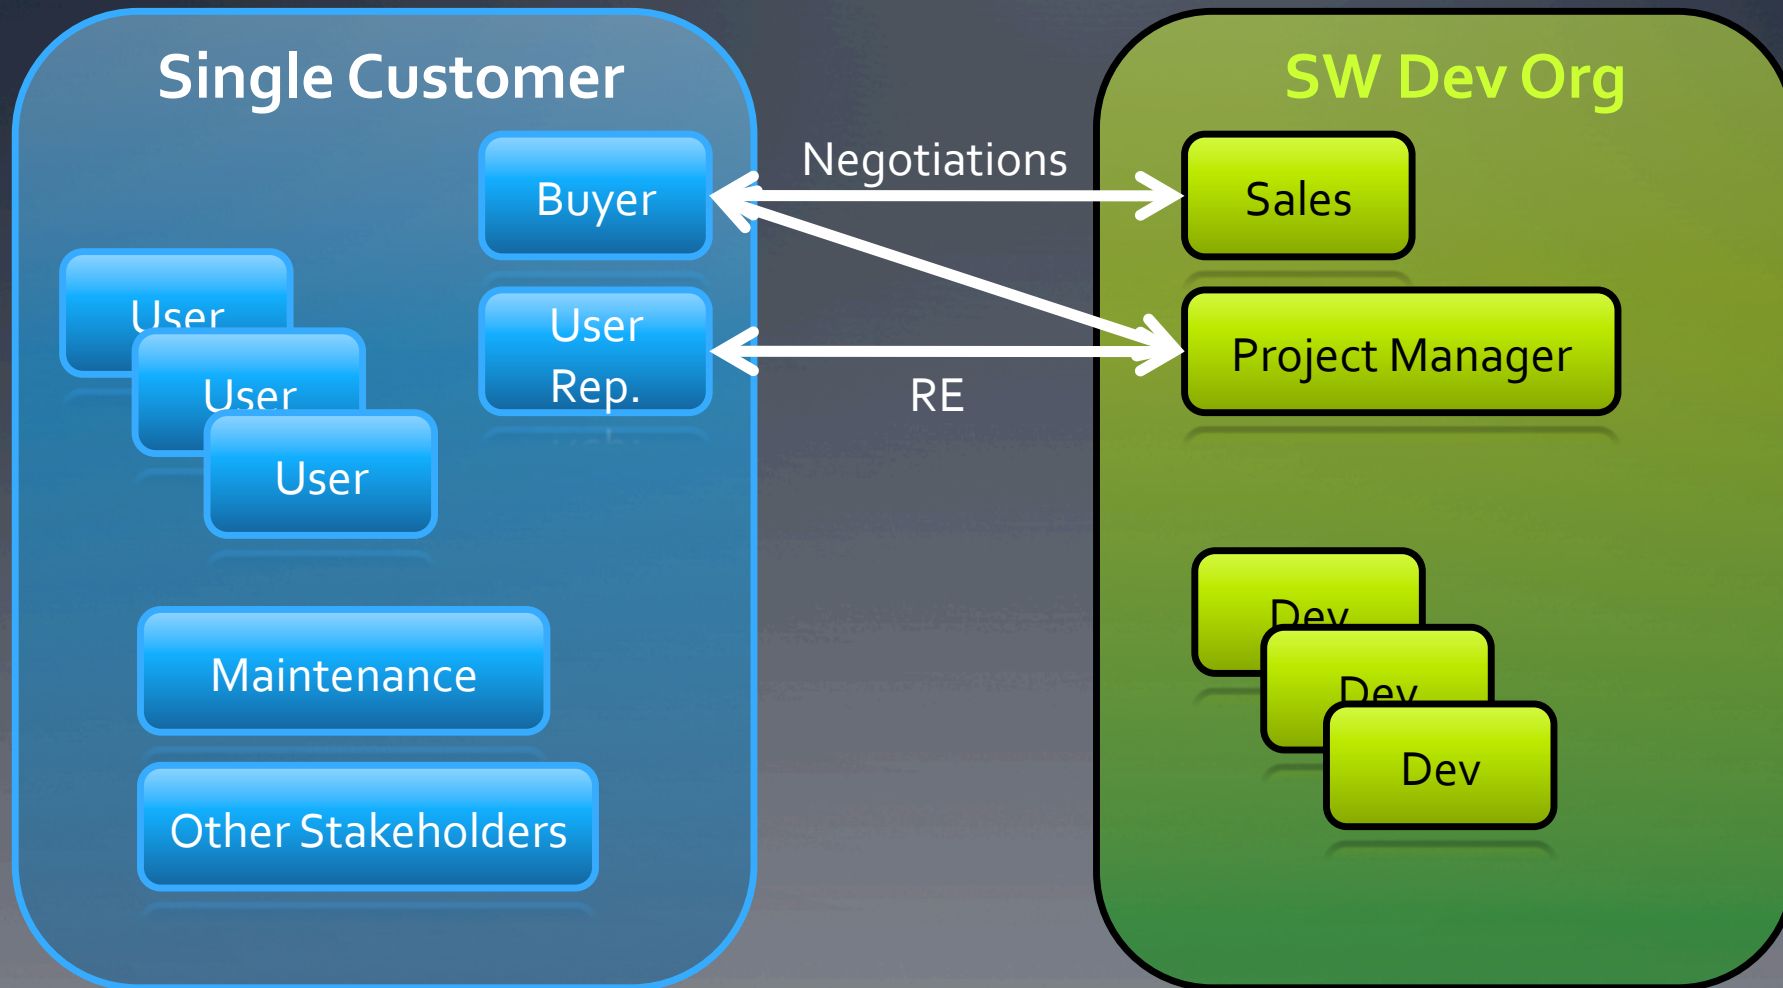 Single Customer
SW Dev Org
Buyer
Negotiations
Sales
User
User
User
User
Rep.
RE
Project Manager
Maintenance
Other Stakeholders
Dev
Dev
Dev